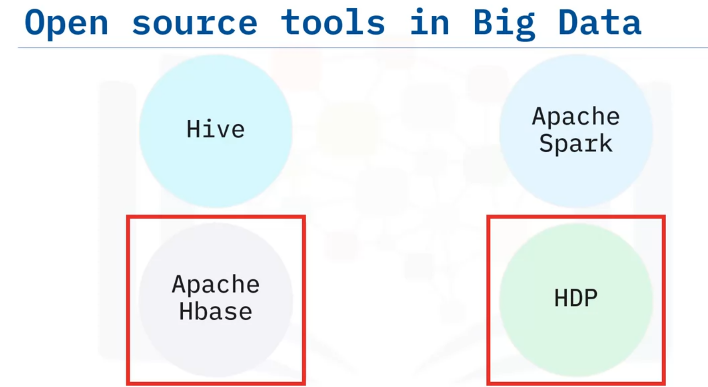 Open source tools in Big Data
Hive
Apache
Spark
Apache
Hbase
HDP